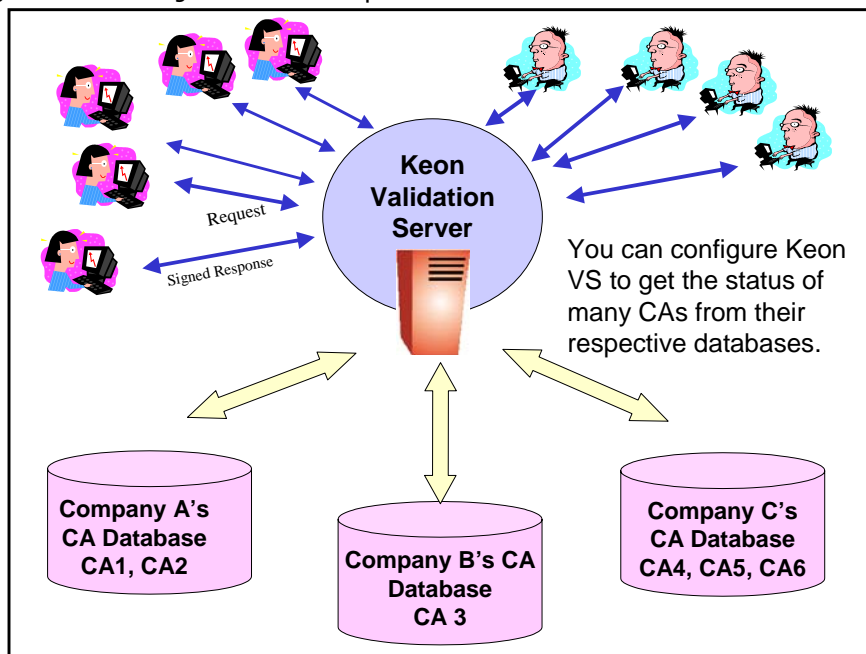 Keon
Validation
Server
Request
Signed Response
You can configure Keon
VS to get the status of
many CAs from their
respective databases.
Company A's
CA Database
CA1, CA2
Company B's CA
Database
CA 3
Company C's
CA Database
CA4, CA5, CA6